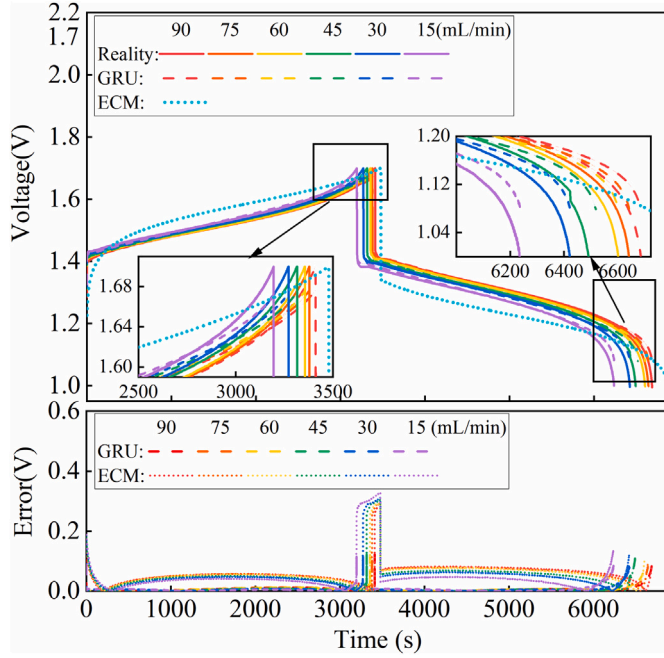 2.2
1.7
2.0
1.8
1.6
1.4
1.2
1.0
Voltage(V)
90 75 60 45 30 15(mL/min)
Reality:
GRU:
ECM:
1.20
1.12
1.04
6200 6400 6600
1.68
1.64
1.60
2500 3000 3500
0.6
0.4
0.2
0.0
Error(V)
90 75 60 45 30 15 (mL/min)
GRU:
ECM:
0 1000 2000 3000 4000 5000 6000
Time (s)